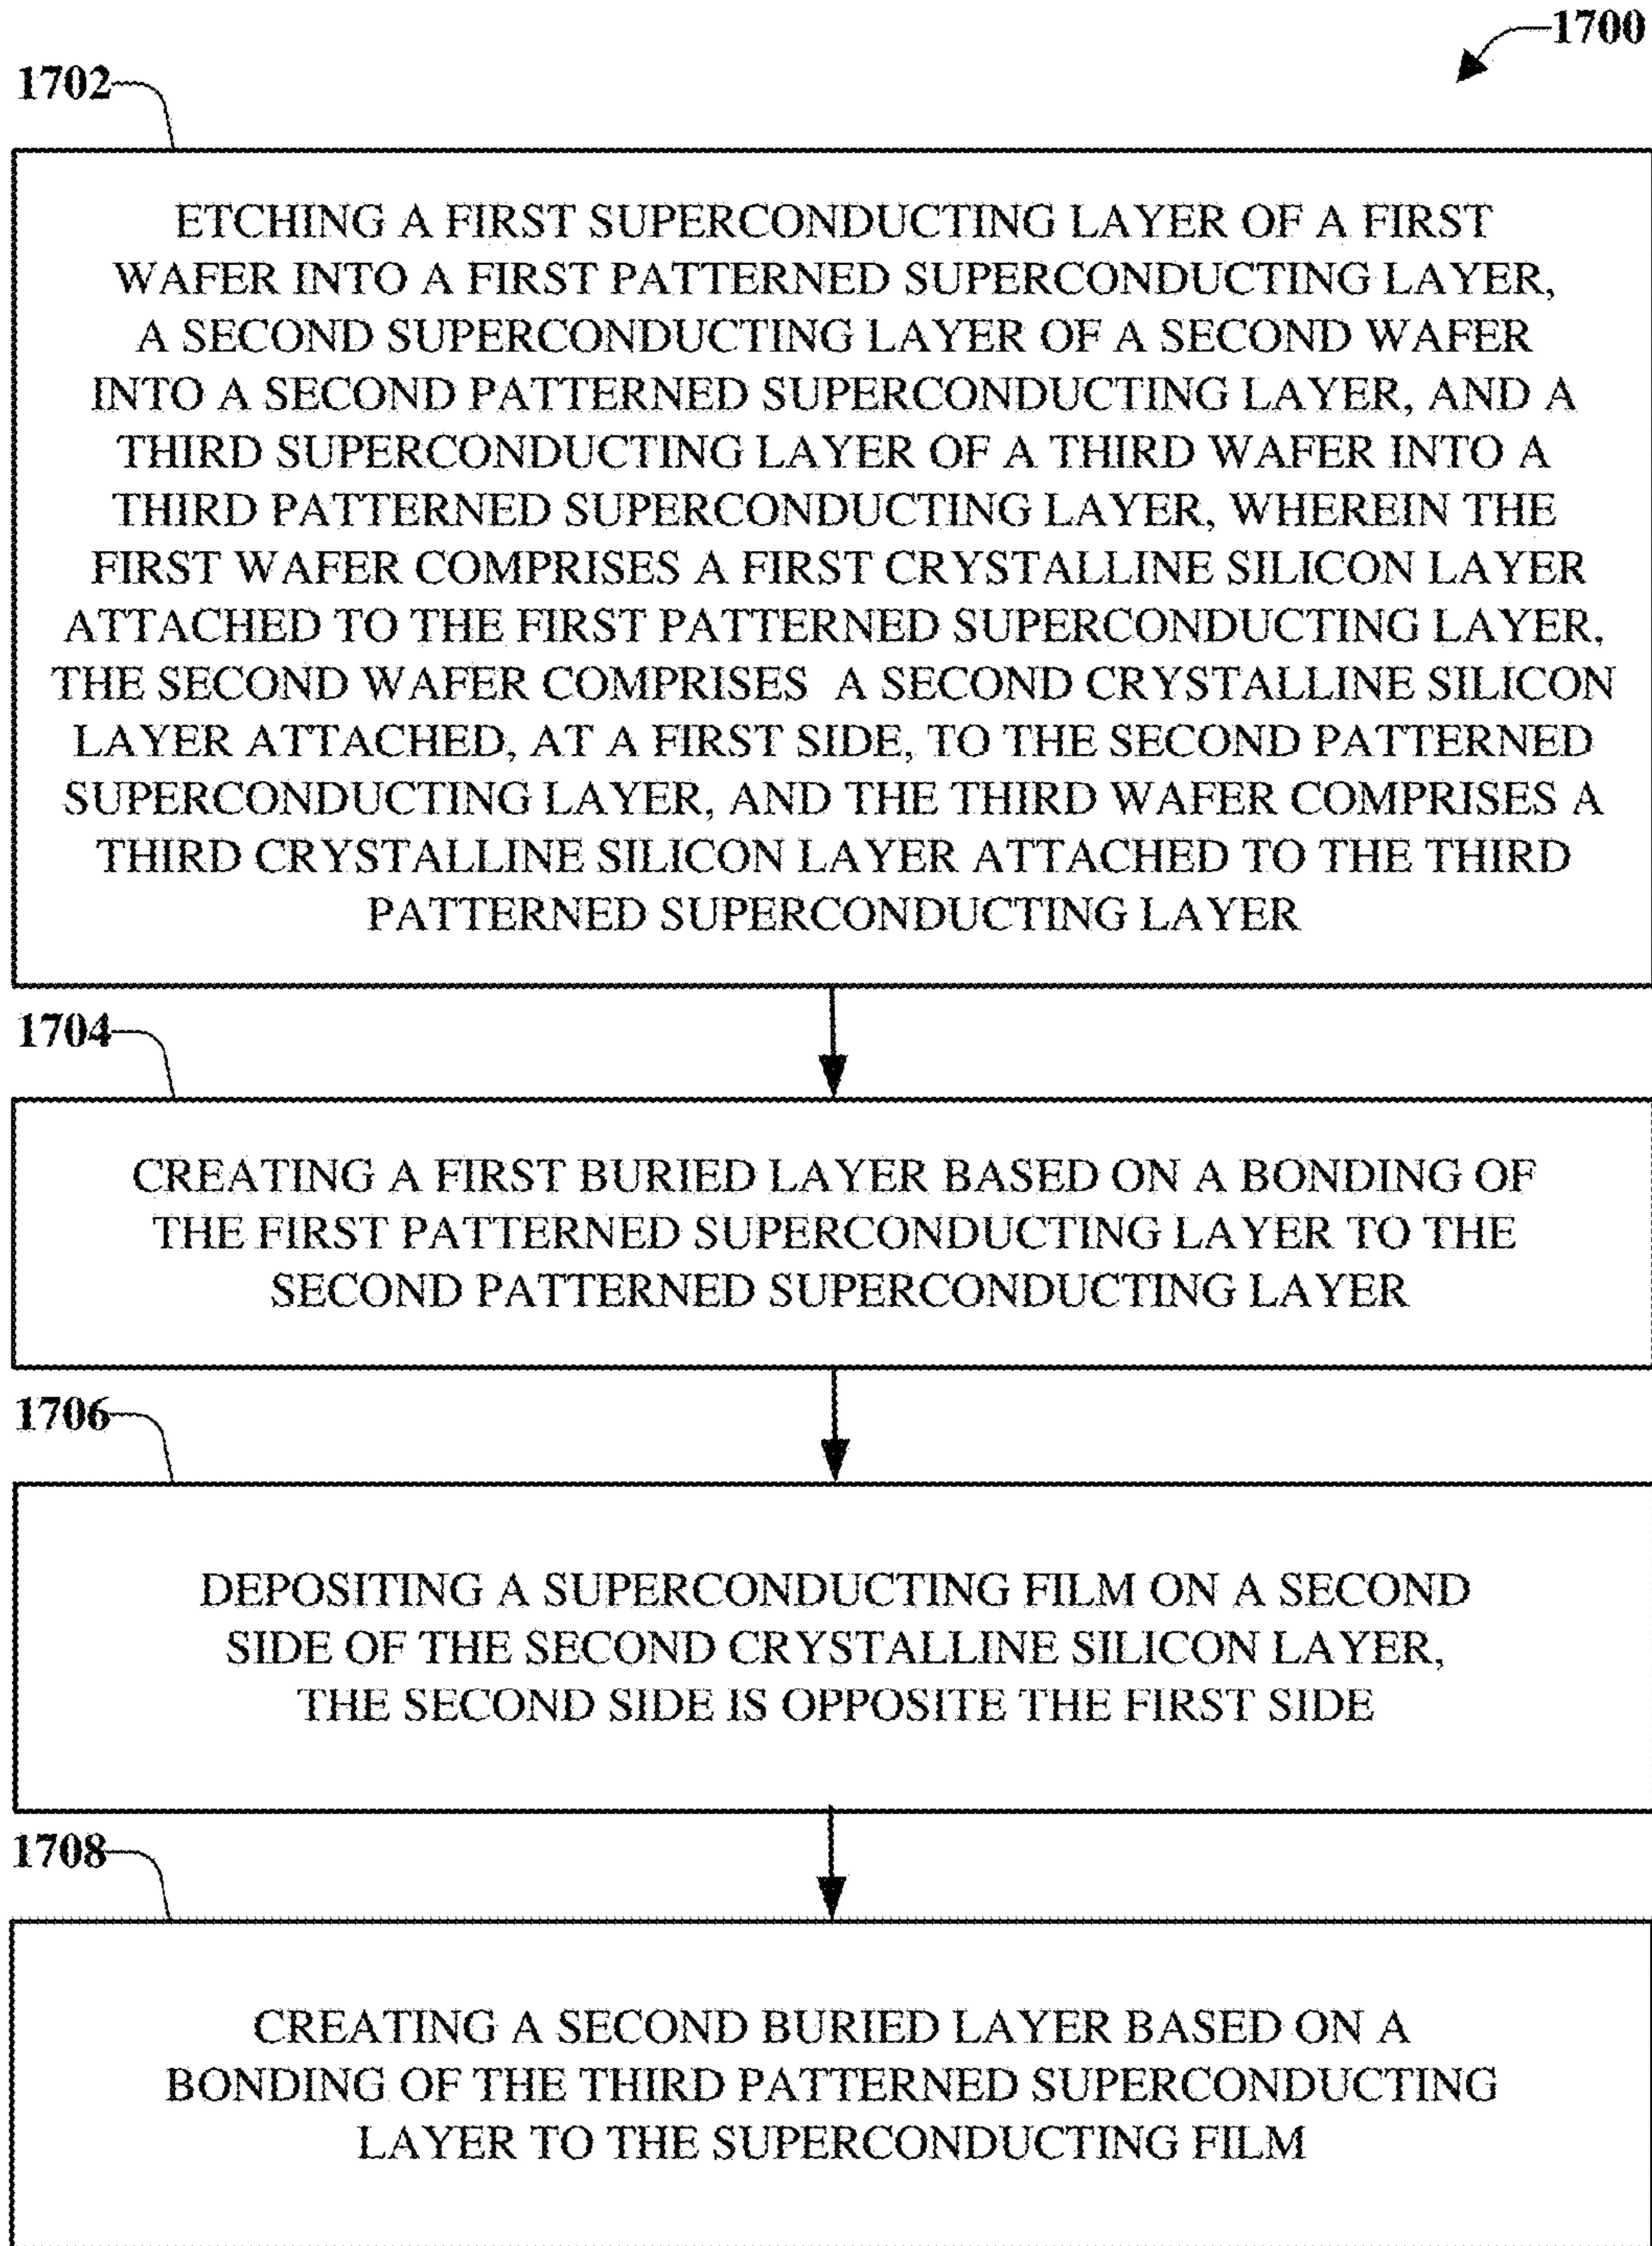 1700
1702
ETCHING A FIRST SUPERCONDUCTING LAYER OF A FIRST
WAFER INTO A FIRST PATTERNED SUPERCONDUCTING LAYER,
A SECOND SUPERCONDUCTING LAYER OF A SECOND WAFER
INTO A SECOND PATTERNED SUPERCONDUCTING LAYER, AND A
THIRD SUPERCONDUCTING LAYER OF A THIRD WAFER INTO A
THIRD PATTERNED SUPERCONDUCTING LAYER, WHEREIN THE
FIRST WAFER COMPRISES A FIRST CRYSTALLINE SILICON LAYER
ATTACHED TO THE FIRST PATTERNED SUPERCONDUCTING LAYER,
THE SECOND WAFER COMPRISES A SECOND CRYSTALLINE SILICON
LAYER ATTACHED, AT A FIRST SIDE, TO THE SECOND PATTERNED
SUPERCONDUCTING LAYER, AND THE THIRD WAFER COMPRISES A
THIRD CRYSTALLINE SILICON LAYER ATTACHED TO THE THIRD
PATTERNED SUPERCONDUCTING LAYER
1704
CREATING A FIRST BURIED LAYER BASED ON A BONDING OF
THE FIRST PATTERNED SUPERCONDUCTING LAYER TO THE
SECOND PATTERNED SUPERCONDUCTING LAYER
1706
DEPOSITING A SUPERCONDUCTING FILM ON A SECOND
SIDE OF THE SECOND CRYSTALLINE SILICON LAYER,
THE SECOND SIDE IS OPPOSITE THE FIRST SIDE
1708
CREATING A SECOND BURIED LAYER BASED ON A
BONDING OF THE THIRD PATTERNED SUPERCONDUCTING
LAYER TO THE SUPERCONDUCTING FILM